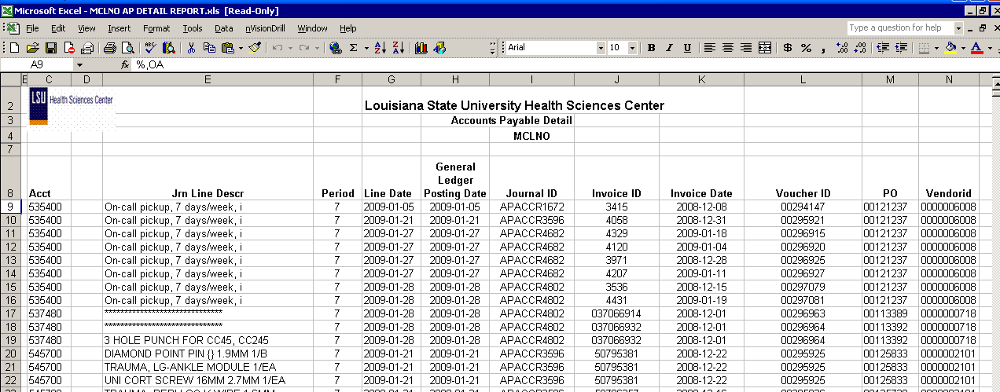 Microsoft Excel - MCLNO AP DETAIL REPORT.xls [Read-Only]
File Edit View Insert Format Tools Data nVisionDrill Window Help Type a question for help
Arial 10 B I U $ % ,
A9 fx %,OA
C D E F G H I J K L M N
LSU Health Sciences Center
2 Louisiana State University Health Sciences Center
3 Accounts Payable Detail
4 MCLNO
7
8 Acct Jrn Line Descr Period Line Date General Ledger Posting Date Journal ID Invoice ID Invoice Date Voucher ID PO Vendorid
9 535400 On-call pickup, 7 days/week, i 7 2009-01-05 2009-01-05 APACCR1672 3415 2008-12-08 00294147 00121237 0000006008
10 535400 On-call pickup, 7 days/week, i 7 2009-01-21 2009-01-21 APACCR3596 4058 2008-12-31 00295921 00121237 0000006008
11 535400 On-call pickup, 7 days/week, i 7 2009-01-27 2009-01-27 APACCR4682 4329 2009-01-18 00296915 00121237 0000006008
12 535400 On-call pickup, 7 days/week, i 7 2009-01-27 2009-01-27 APACCR4682 4120 2009-01-04 00296920 00121237 0000006008
13 535400 On-call pickup, 7 days/week, i 7 2009-01-27 2009-01-27 APACCR4682 3971 2008-12-28 00296925 00121237 0000006008
14 535400 On-call pickup, 7 days/week, i 7 2009-01-27 2009-01-27 APACCR4682 4207 2009-01-11 00296927 00121237 0000006008
15 535400 On-call pickup, 7 days/week, i 7 2009-01-28 2009-01-28 APACCR4802 3536 2008-12-15 00297079 00121237 0000006008
16 535400 On-call pickup, 7 days/week, i 7 2009-01-28 2009-01-28 APACCR4802 4431 2009-01-19 00297081 00121237 0000006008
17 537480 ****************************** 7 2009-01-28 2009-01-28 APACCR4802 037066914 2008-12-01 00296963 00113389 0000000718
18 537480 ****************************** 7 2009-01-28 2009-01-28 APACCR4802 037066932 2008-12-01 00296964 00113392 0000000718
19 537480 3 HOLE PUNCH FOR CC45, CC245 7 2009-01-28 2009-01-28 APACCR4802 037066932 2008-12-01 00296964 00113392 0000000718
20 545700 DIAMOND POINT PIN {} 1.9MM 1/B 7 2009-01-21 2009-01-21 APACCR3596 50795381 2008-12-22 00295925 00125833 0000002101
21 545700 TRAUMA, LG-ANKLE MODULE 1/EA 7 2009-01-21 2009-01-21 APACCR3596 50795381 2008-12-22 00295925 00125833 0000002101
22 545700 UNI CORT SCREW 16MM 2.7MM 1/EA 7 2009-01-21 2009-01-21 APACCR3596 50795381 2008-12-22 00295925 00125833 0000002101